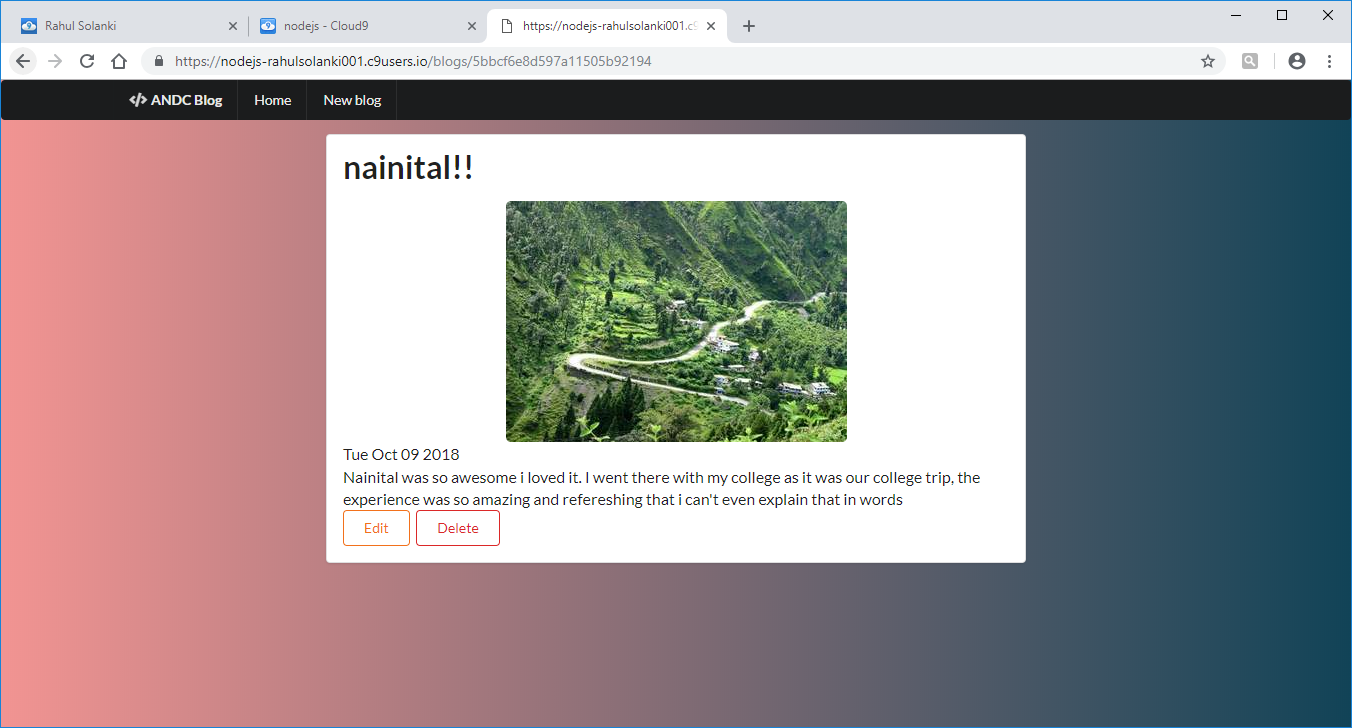 Rahul Solanki
nodejs - Cloud9
https://nodejs-rahulsolanki001.c9
https://nodejs-rahulsolanki001.c9users.io/blogs/5bbcf6e8d597a11505b92194
ANDC Blog
Home
New blog
nainital!!
Tue Oct 09 2018
Nainital was so awesome i loved it. I went there with my college as it was our college trip, the
experience was so amazing and refereshing that i can't even explain that in words
Edit
Delete